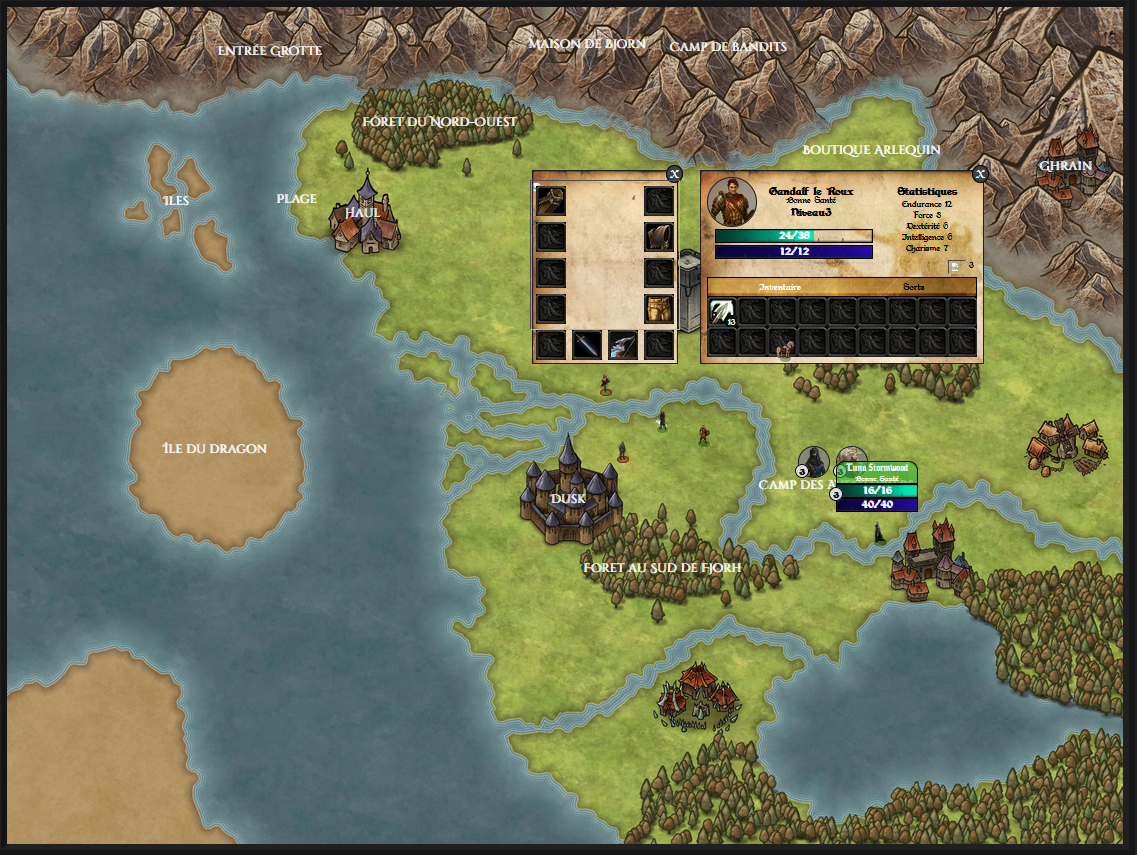 Entrée Grotte
Maison de Bjorn
Camp de Bandits
Foret du Nord-Ouest
Boutique Arlequin
Ghrain
Iles
Plage
Haul
X
X
Gandalf le Roux
Bonne Santé
Niveau3
24/38
12/12
Statistiques
Endurance 12
Force 8
Dextérité 6
Intelligence 6
Charisme 7
3
Inventaire
Sorts
13
Île du dragon
3
3
Camp des A
Luna Stormwood
Bonne Santé
16/16
3
40/40
Dusk
Foret au Sud de Fjorh